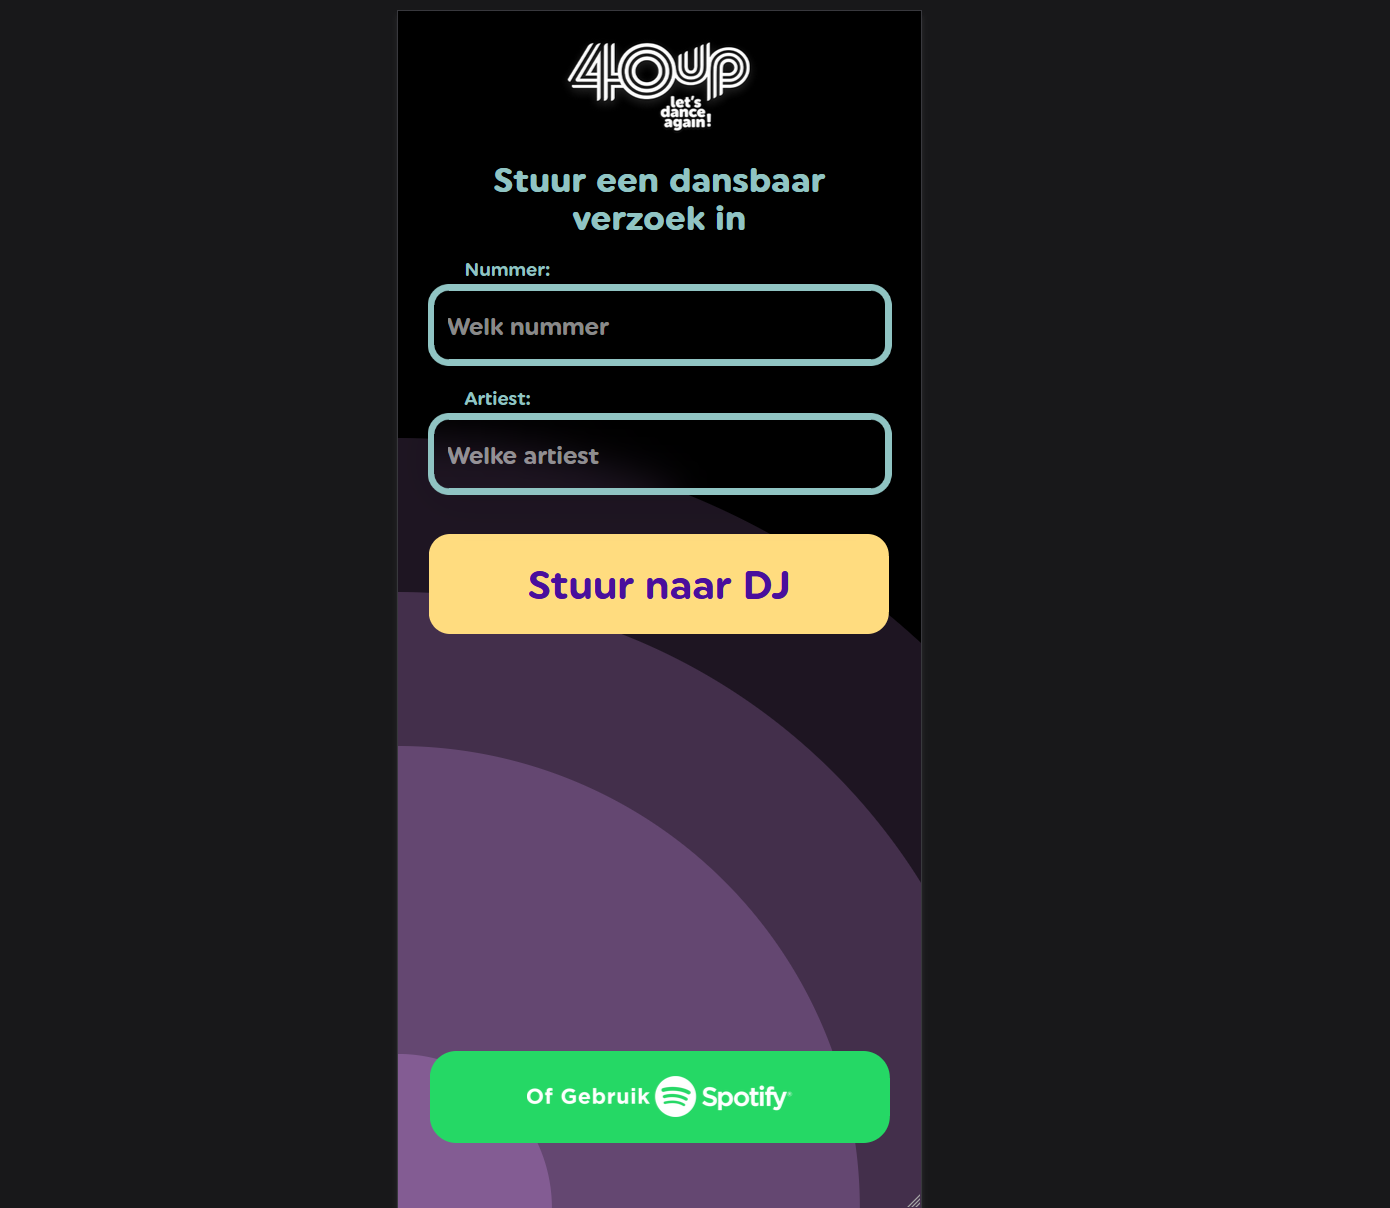 40up
let's
dance
again!
Stuur een dansbaar
verzoek in
Nummer:
Welk nummer
Artiest:
Welke artiest
Stuur naar DJ
Of Gebruik Spotify®